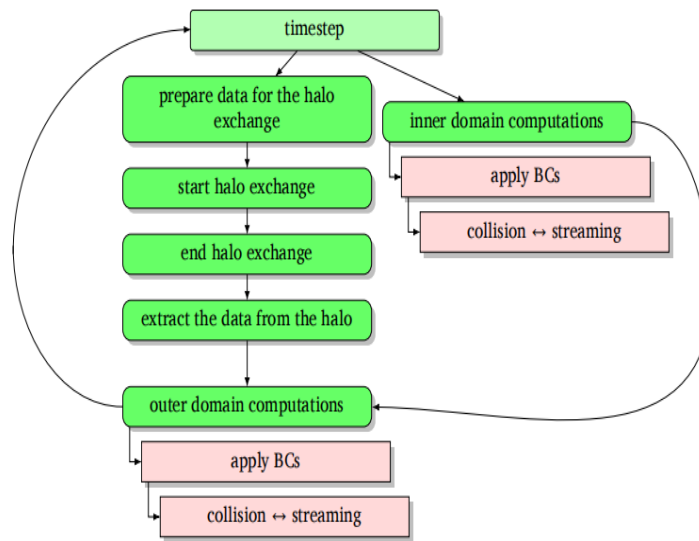 timestep
prepare data for the halo
exchange
start halo exchange
end halo exchange
extract the data from the halo
outer domain computations
apply BCs
collision ↔ streaming
inner domain computations
apply BCs
collision ↔ streaming